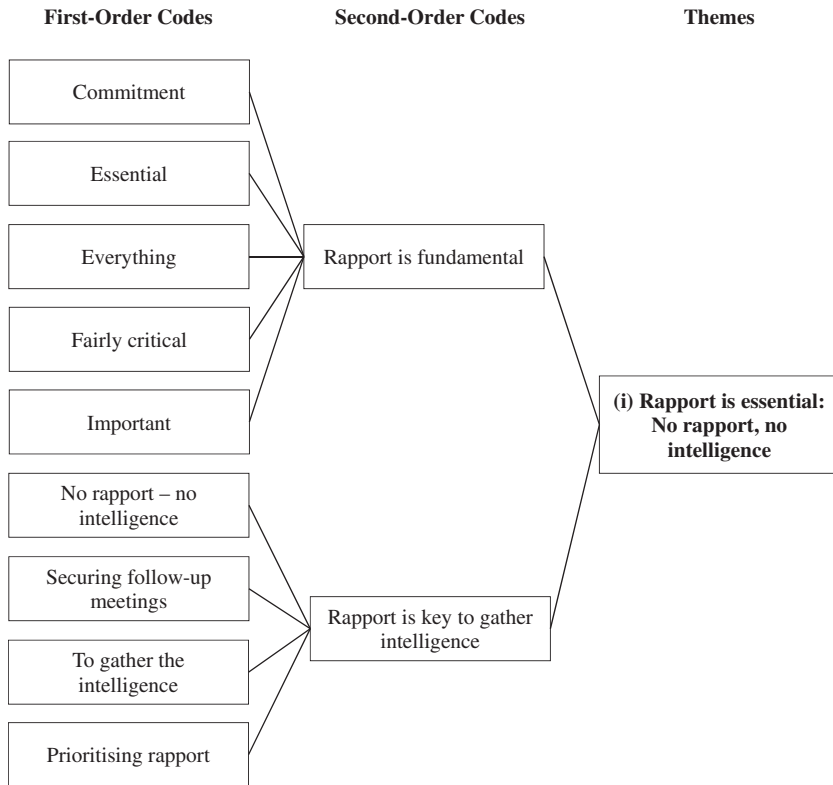 First-Order Codes
Second-Order Codes
Themes
Commitment
Essential
Everything
Fairly critical
Important
No rapport – no
intelligence
Securing follow-up
meetings
To gather the
intelligence
Prioritising rapport
Rapport is fundamental
Rapport is key to gather
intelligence
(i) Rapport is essential:
No rapport, no
intelligence